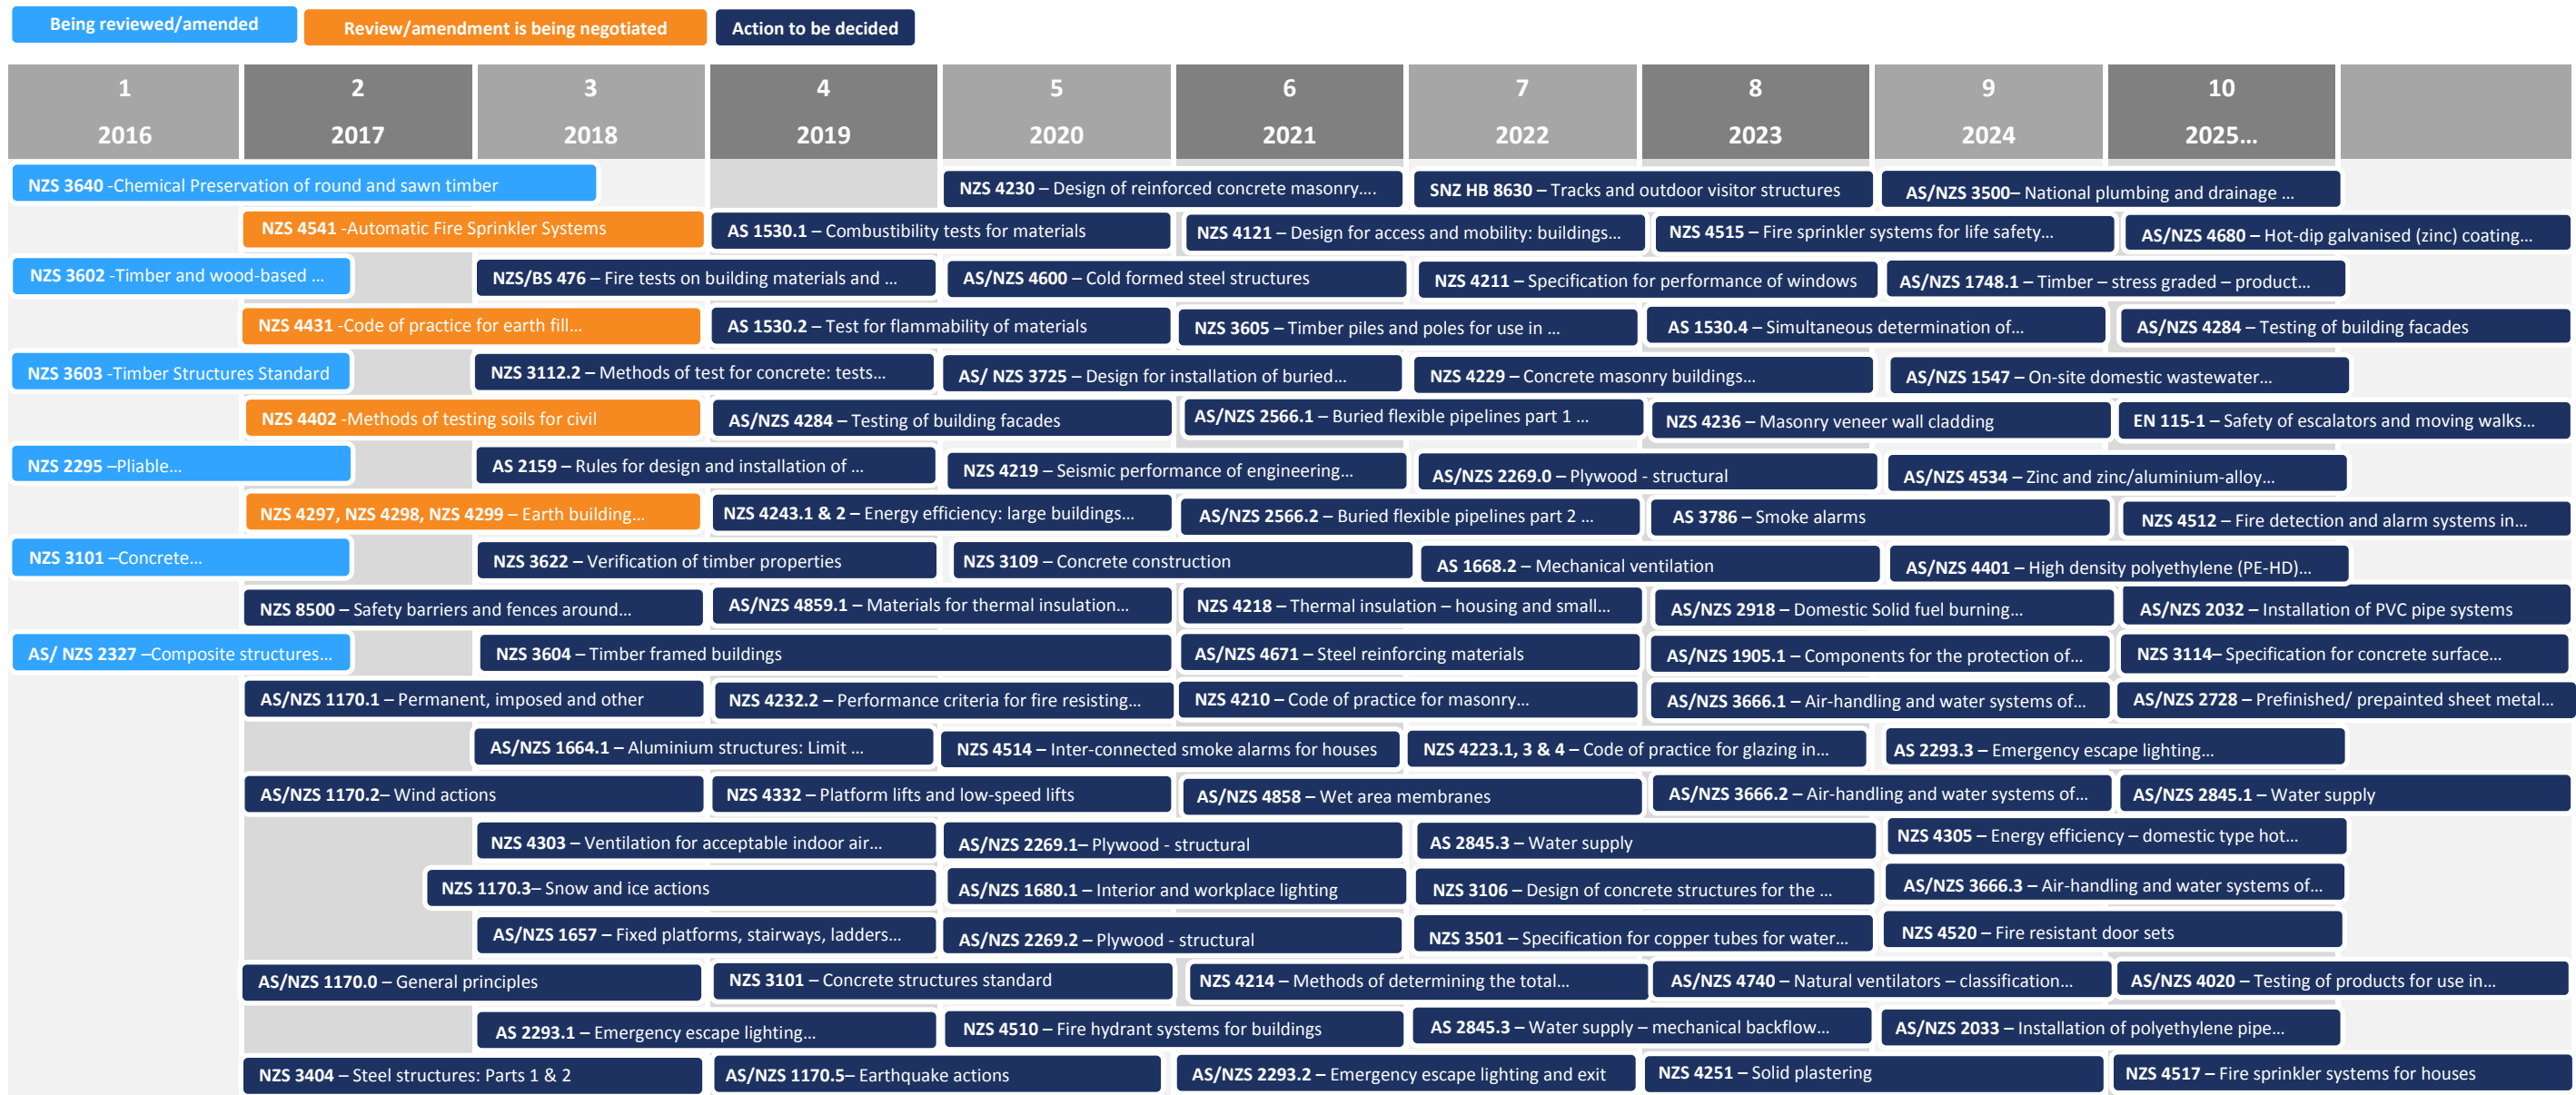 Being reviewed/amended Review/amendment is being negotiated Action to be decided
1 2 3 4 5 6 7 8 9 10
2016 2017 2018 2019 2020 2021 2022 2023 2024 2025...
NZS 3640 -Chemical Preservation of round and sawn timber NZS 4230 – Design of reinforced concrete masonry.... SNZ HB 8630 – Tracks and outdoor visitor structures AS/NZS 3500– National plumbing and drainage ...
NZS 4541 -Automatic Fire Sprinkler Systems AS 1530.1 – Combustibility tests for materials NZS 4121 – Design for access and mobility: buildings... NZS 4515 – Fire sprinkler systems for life safety... AS/NZS 4680 – Hot-dip galvanised (zinc) coating...
NZS 3602 -Timber and wood-based ... NZS/BS 476 – Fire tests on building materials and ... AS/NZS 4600 – Cold formed steel structures NZS 4211 – Specification for performance of windows AS/NZS 1748.1 – Timber – stress graded – product...
NZS 4431 -Code of practice for earth fill... AS 1530.2 – Test for flammability of materials NZS 3605 – Timber piles and poles for use in ... AS 1530.4 – Simultaneous determination of... AS/NZS 4284 – Testing of building facades
NZS 3603 -Timber Structures Standard NZS 3112.2 – Methods of test for concrete: tests... AS/ NZS 3725 – Design for installation of buried... NZS 4229 – Concrete masonry buildings... AS/NZS 1547 – On-site domestic wastewater...
NZS 4402 -Methods of testing soils for civil AS/NZS 4284 – Testing of building facades AS/NZS 2566.1 – Buried flexible pipelines part 1 ... NZS 4236 – Masonry veneer wall cladding EN 115-1 – Safety of escalators and moving walks...
NZS 2295 –Pliable... AS 2159 – Rules for design and installation of ... NZS 4219 – Seismic performance of engineering... AS/NZS 2269.0 – Plywood - structural AS/NZS 4534 – Zinc and zinc/aluminium-alloy...
NZS 4297, NZS 4298, NZS 4299 – Earth building... NZS 4243.1 & 2 – Energy efficiency: large buildings... AS/NZS 2566.2 – Buried flexible pipelines part 2 ... AS 3786 – Smoke alarms NZS 4512 – Fire detection and alarm systems in...
NZS 3101 –Concrete... NZS 3622 – Verification of timber properties NZS 3109 – Concrete construction AS 1668.2 – Mechanical ventilation AS/NZS 4401 – High density polyethylene (PE-HD)...
NZS 8500 – Safety barriers and fences around... AS/NZS 4859.1 – Materials for thermal insulation... NZS 4218 – Thermal insulation – housing and small... AS/NZS 2918 – Domestic Solid fuel burning... AS/NZS 2032 – Installation of PVC pipe systems
AS/ NZS 2327 –Composite structures... NZS 3604 – Timber framed buildings AS/NZS 4671 – Steel reinforcing materials AS/NZS 1905.1 – Components for the protection of... NZS 3114– Specification for concrete surface...
AS/NZS 1170.1 – Permanent, imposed and other NZS 4232.2 – Performance criteria for fire resisting... NZS 4210 – Code of practice for masonry... AS/NZS 3666.1 – Air-handling and water systems of... AS/NZS 2728 – Prefinished/ prepainted sheet metal...
AS/NZS 1664.1 – Aluminium structures: Limit ... NZS 4514 – Inter-connected smoke alarms for houses NZS 4223.1, 3 & 4 – Code of practice for glazing in... AS 2293.3 – Emergency escape lighting...
AS/NZS 1170.2– Wind actions NZS 4332 – Platform lifts and low-speed lifts AS/NZS 4858 – Wet area membranes AS/NZS 3666.2 – Air-handling and water systems of... AS/NZS 2845.1 – Water supply
NZS 4303 – Ventilation for acceptable indoor air... AS/NZS 2269.1– Plywood - structural AS 2845.3 – Water supply NZS 4305 – Energy efficiency – domestic type hot...
NZS 1170.3– Snow and ice actions AS/NZS 1680.1 – Interior and workplace lighting NZS 3106 – Design of concrete structures for the ... AS/NZS 3666.3 – Air-handling and water systems of...
AS/NZS 1657 – Fixed platforms, stairways, ladders... AS/NZS 2269.2 – Plywood - structural NZS 3501 – Specification for copper tubes for water... NZS 4520 – Fire resistant door sets
AS/NZS 1170.0 – General principles NZS 3101 – Concrete structures standard NZS 4214 – Methods of determining the total... AS/NZS 4740 – Natural ventilators – classification... AS/NZS 4020 – Testing of products for use in...
AS 2293.1 – Emergency escape lighting... NZS 4510 – Fire hydrant systems for buildings AS 2845.3 – Water supply – mechanical backflow... AS/NZS 2033 – Installation of polyethylene pipe...
NZS 3404 – Steel structures: Parts 1 & 2 AS/NZS 1170.5– Earthquake actions AS/NZS 2293.2 – Emergency escape lighting and exit NZS 4251 – Solid plastering NZS 4517 – Fire sprinkler systems for houses